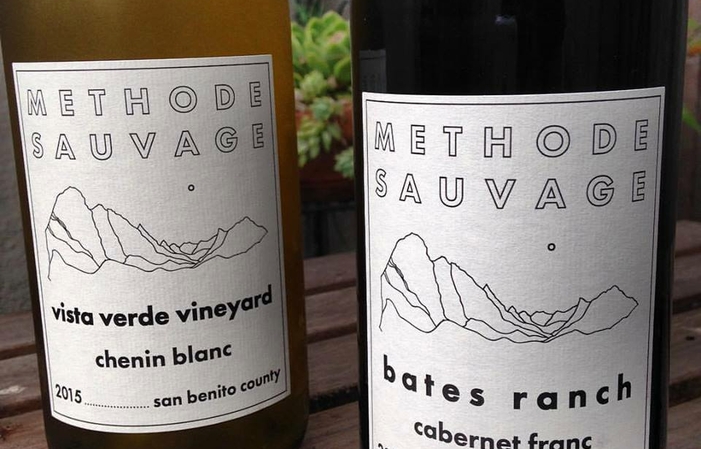 METHODE
SAUVAGE
vista verde vineyard
chenin blanc
2015 .................... san benito county
METHODE
SAUVAGE
bates ranch
cabernet franc